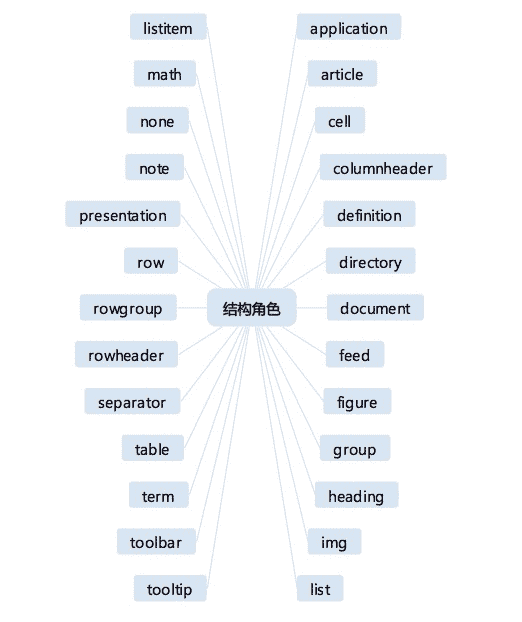 listitem
application
math
article
none
cell
note
columnheader
presentation
definition
row
directory
rowgroup
结构角色
document
rowheader
feed
separator
figure
table
group
term
heading
toolbar
img
tooltip
list